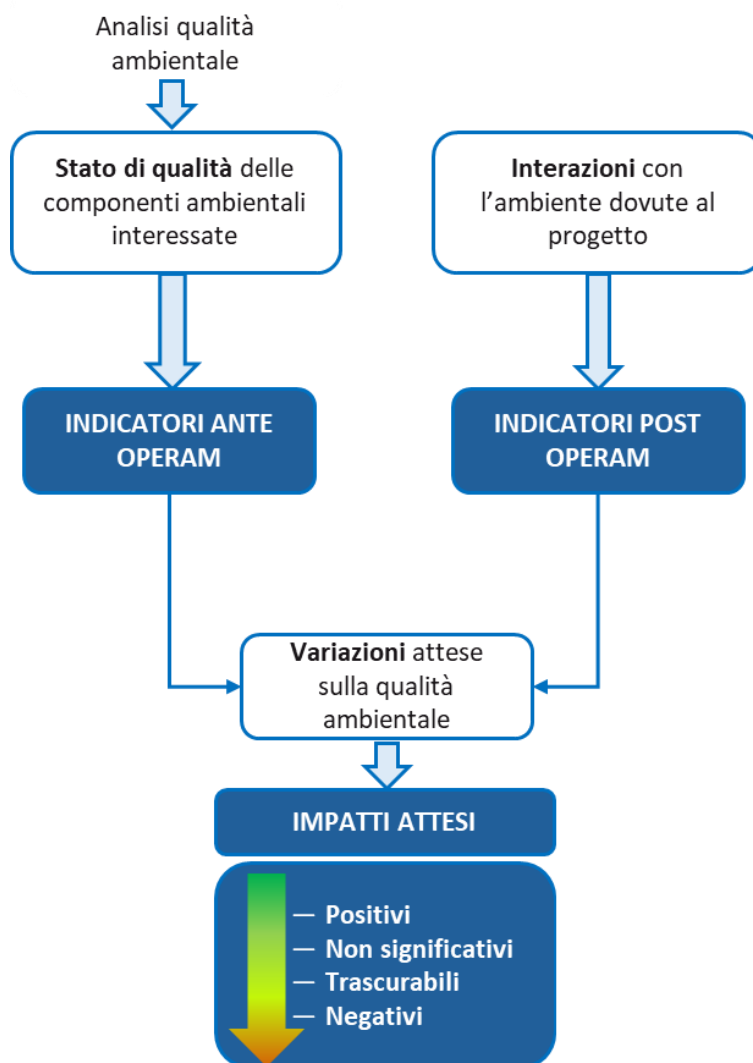 Analisi qualità
ambientale
Stato di qualità delle
componenti ambientali
interessate
Interazioni con
l'ambiente dovute al
progetto
INDICATORI ANTE
OPERAM
INDICATORI POST
OPERAM
Variazioni attese
sulla qualità
ambientale
IMPATTI ATTESI
— Positivi
— Non significativi
— Trascurabili
— Negativi